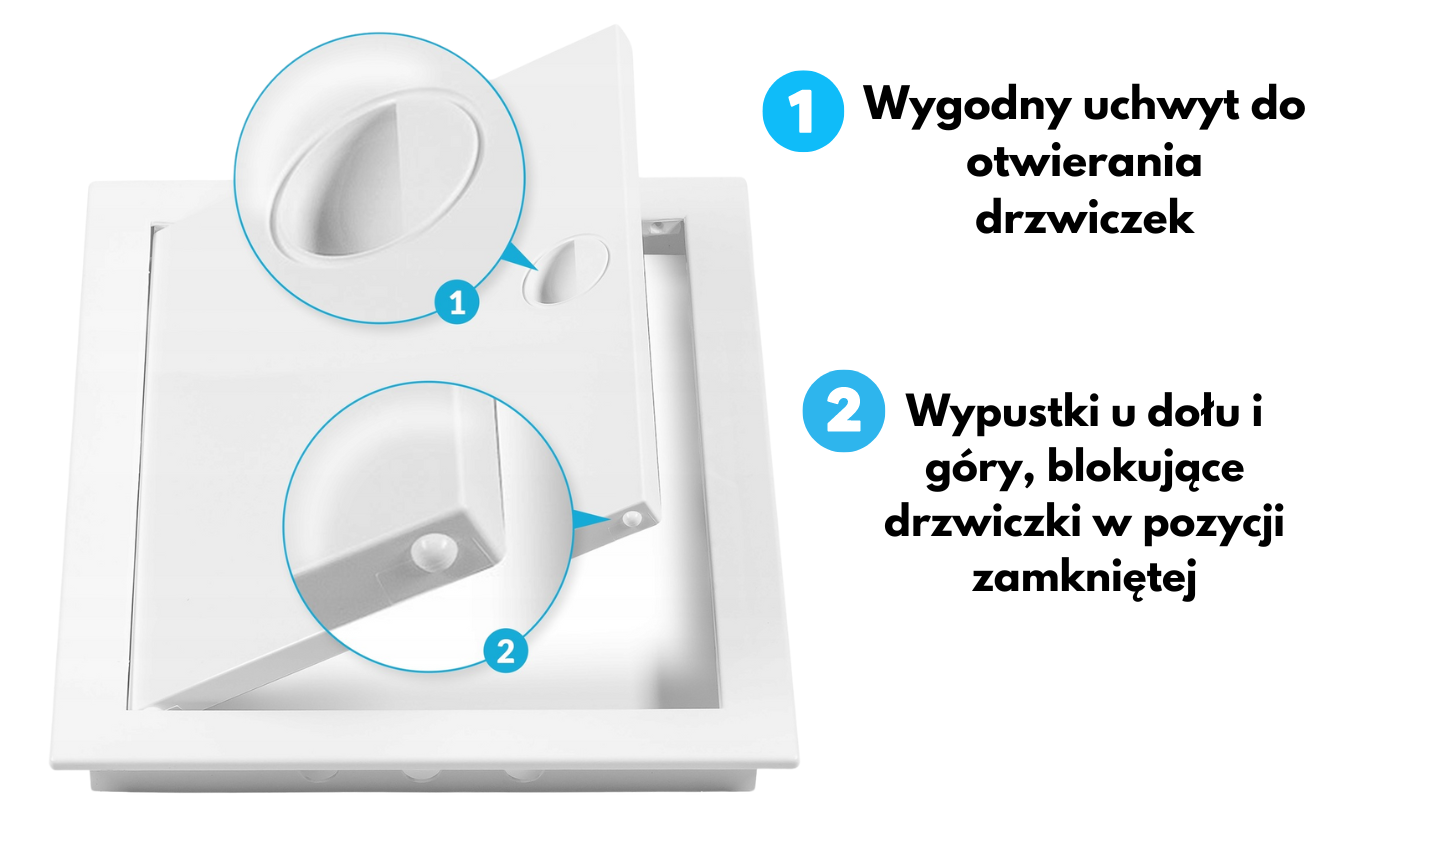 1
Wygodny uchwyt do
otwierania
drzwiczek
1
2
Wypustki u dołu i
góry, blokujące
drzwiczki w pozycji
zamkniętej
2